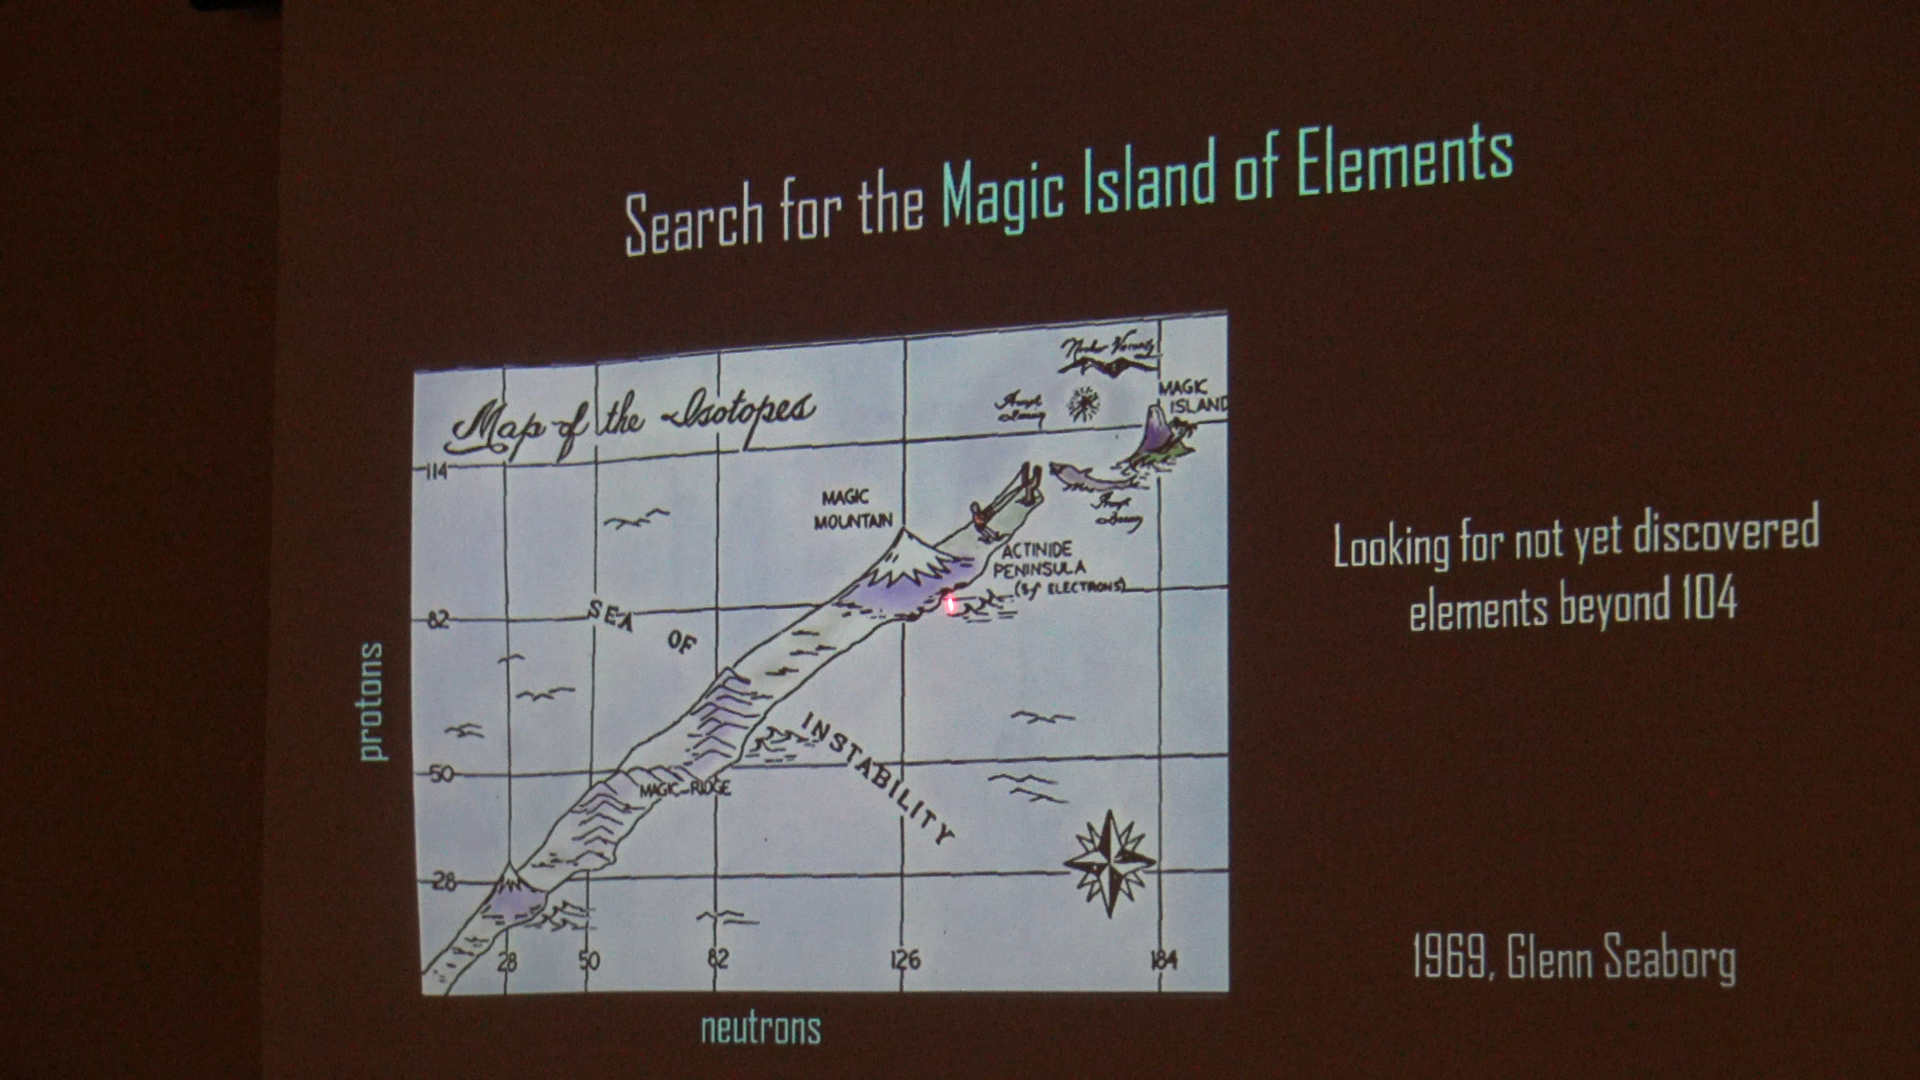 Search for the Magic Island of Elements
Map of the Isotopes
MAGIC
ISLAND
114
MAGIC
MOUNTAIN
ACTINIDE
PENINSULA
(5f ELECTRONS)
82
SEA OF
INSTABILITY
50
MAGIC RIDGE
28
28 50 82 126 184
protons
neutrons
Looking for not yet discovered
elements beyond 104
1969, Glenn Seaborg